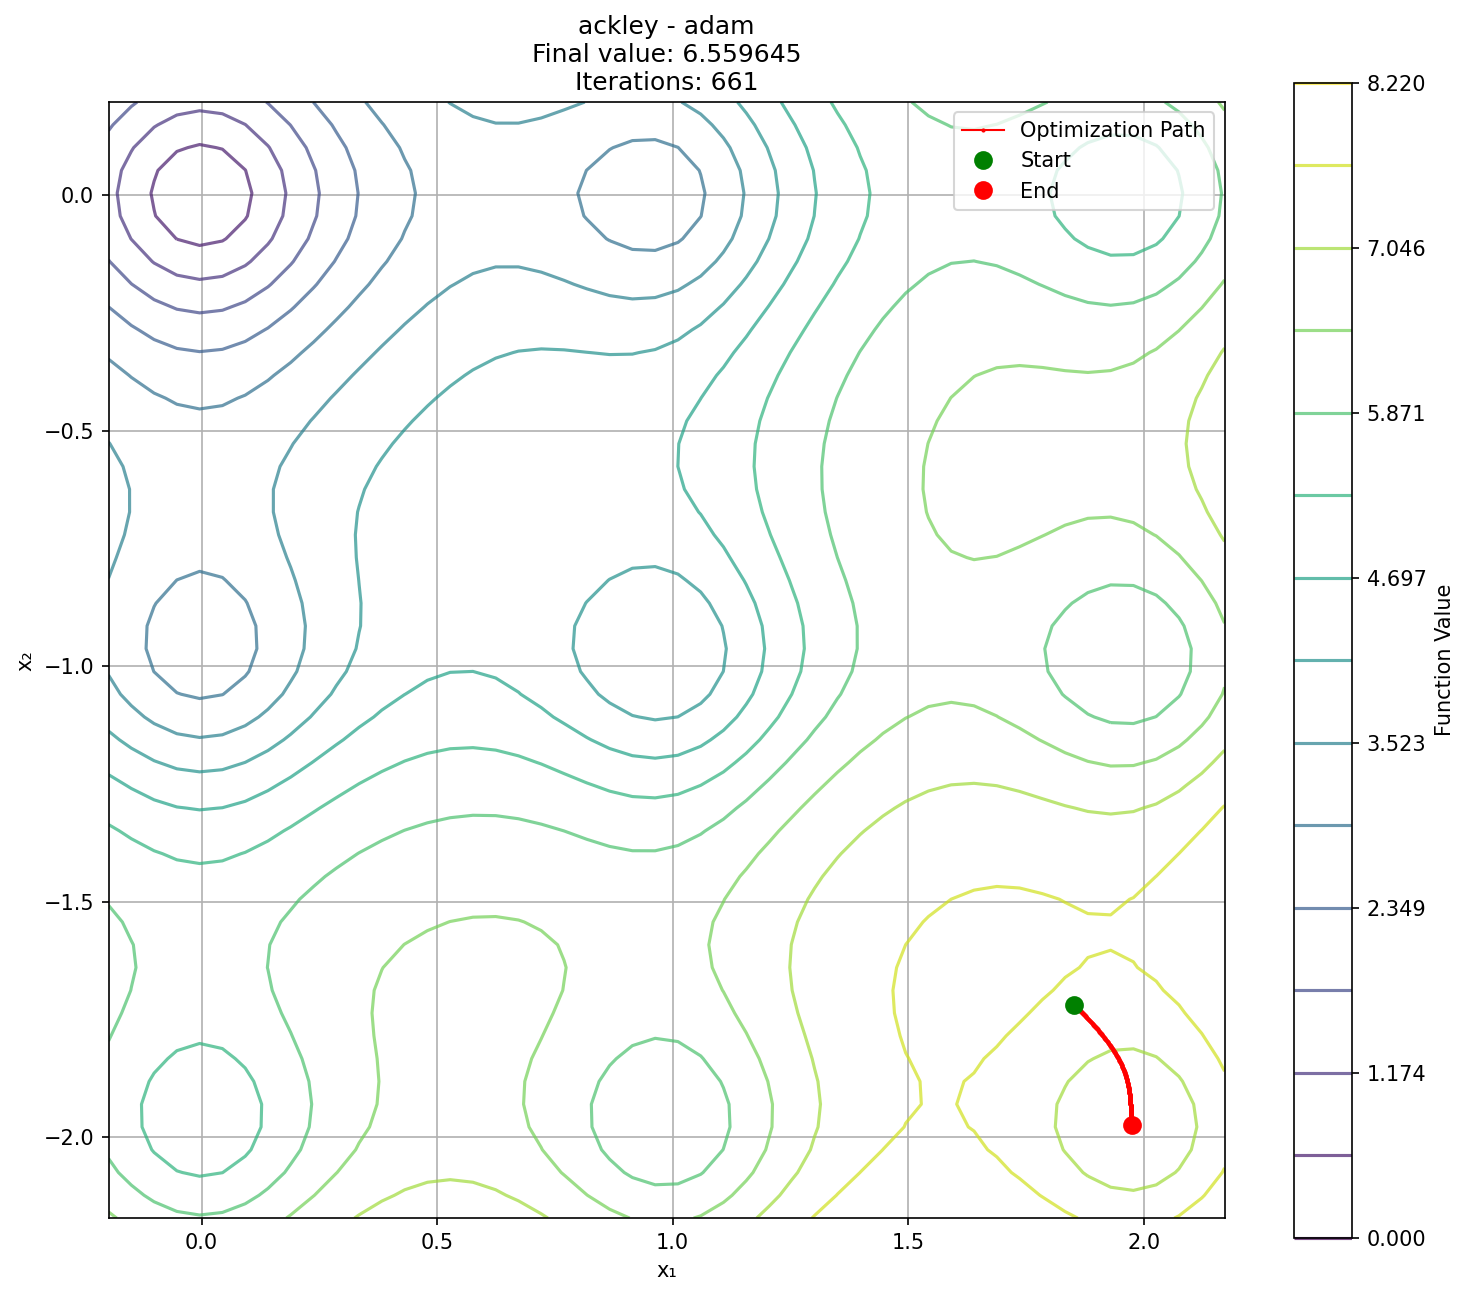 ackley - adam
Final value: 6.559645
Iterations: 661
Optimization Path
Start
End
0.0
−0.5
−1.0
−1.5
−2.0
x₂
0.0 0.5 1.0 1.5 2.0
x₁
8.220
7.046
5.871
4.697
3.523
2.349
1.174
0.000
Function Value